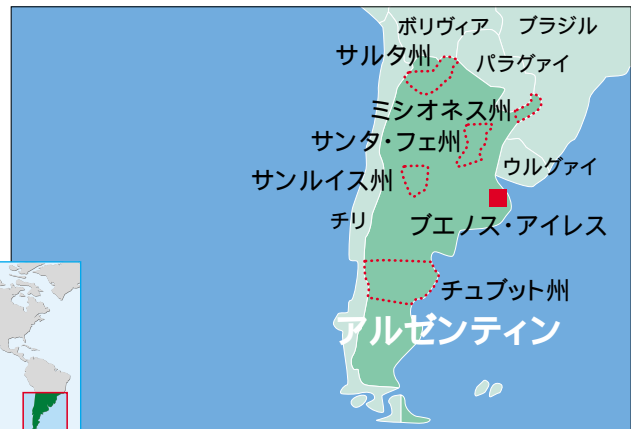 ボリヴィア
ブラジル
サルタ州
パラグァイ
ミシオネス州
サンタ・フェ州
ウルグァイ
サンルイス州
チリ
ブエノス・アイレス
チュブット州
アルゼンティン